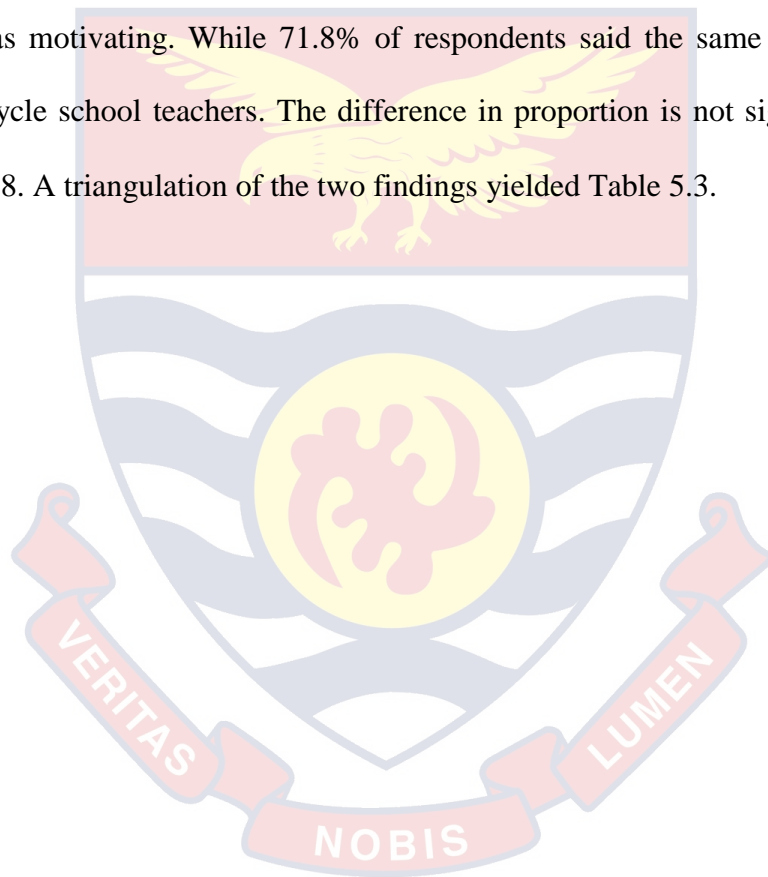 as motivating. While 71.8% of respondents said the same
ycle school teachers. The difference in proportion is not
8. A triangulation of the two findings yielded Table 5.3.
VERITAS
NOBIS
LUMEN